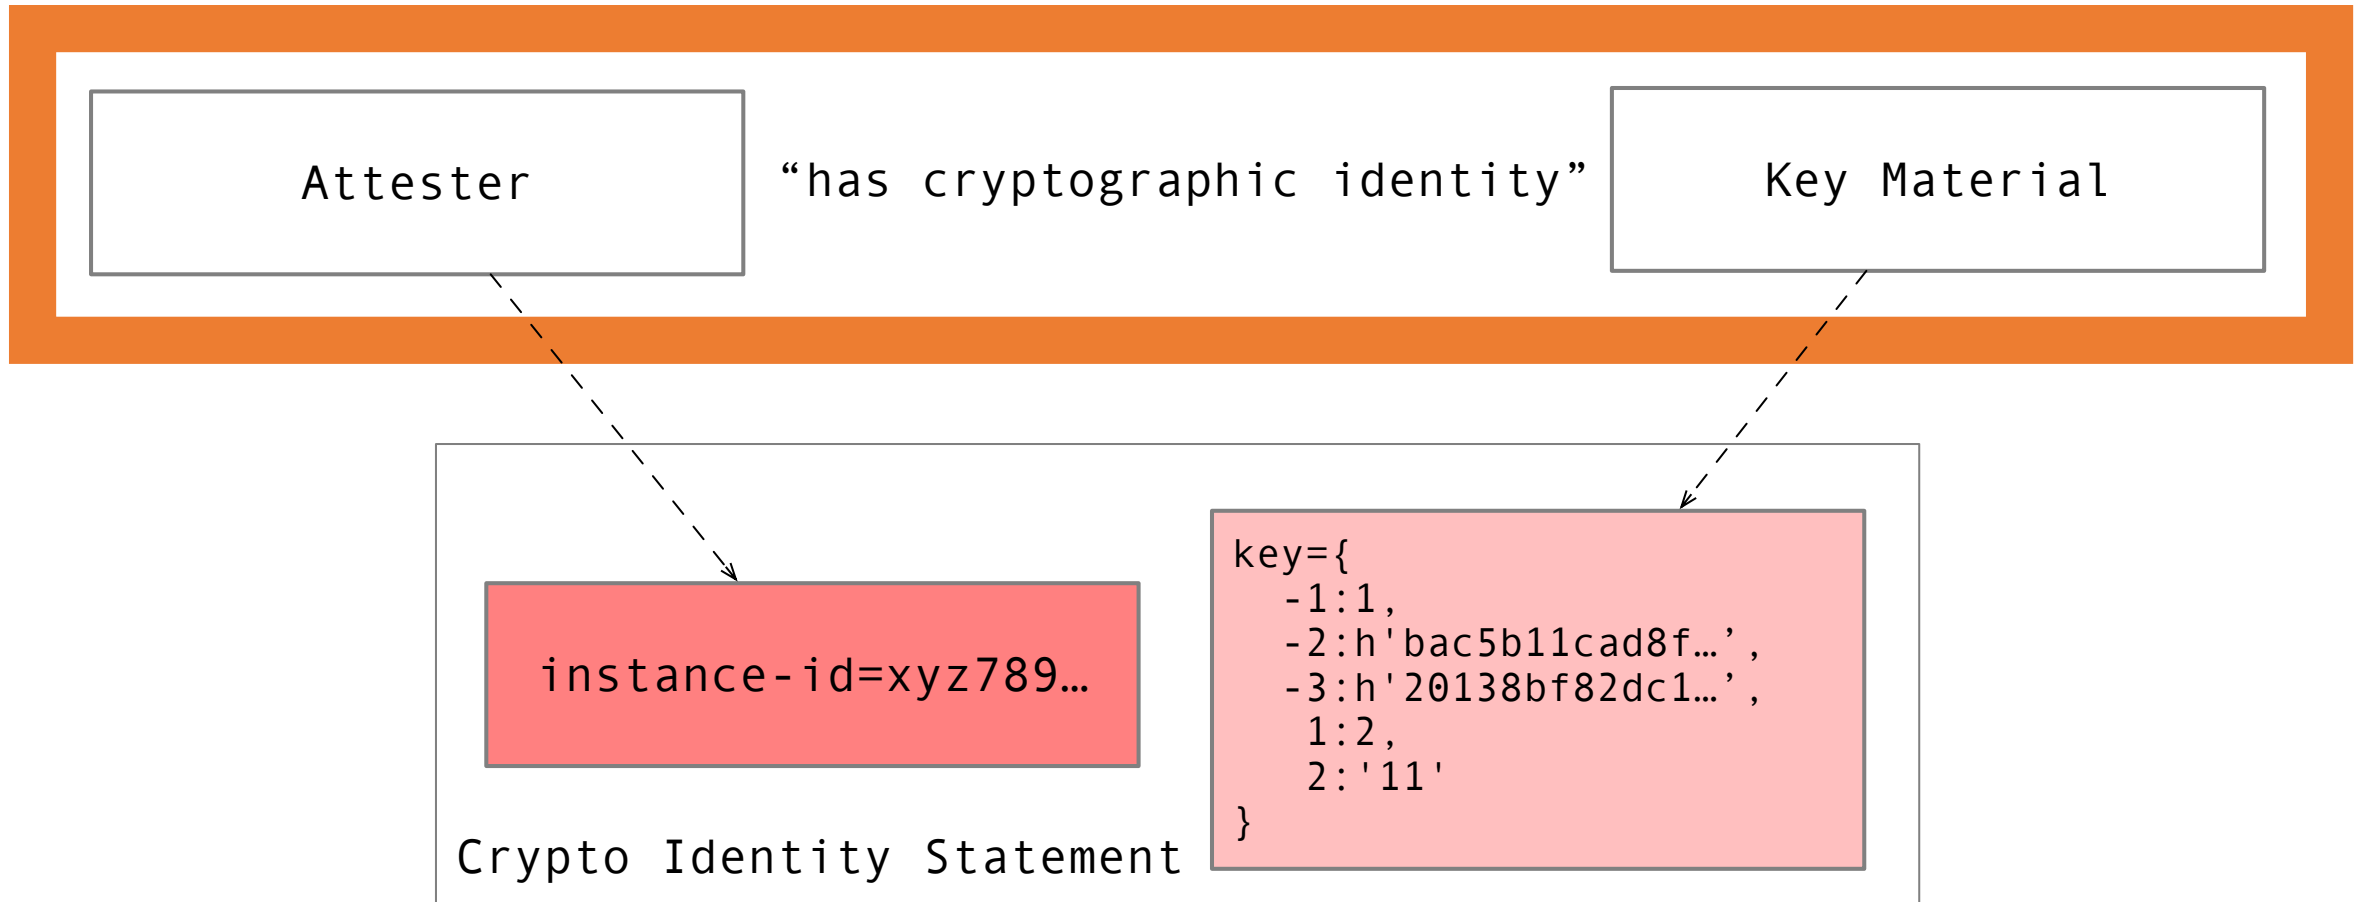 Attester
“has cryptographic identity”
Key Material
instance-id=xyz789…
key={
-1:1,
-2:h'bac5b11cad8f…’,
-3:h'20138bf82dc1…’,
1:2,
2:'11'
}
Crypto Identity Statement